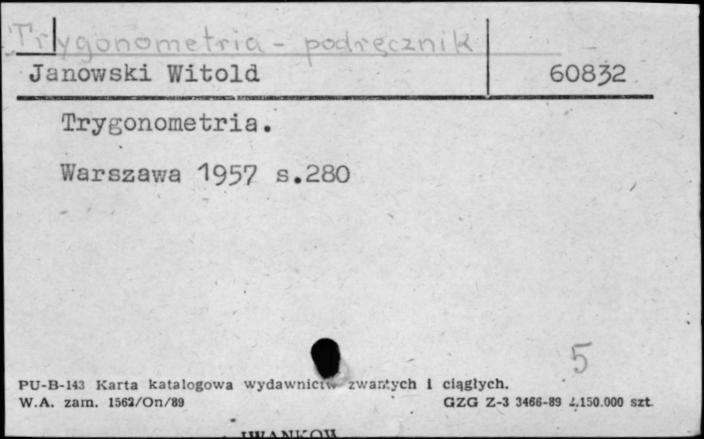 Trygonometria - podręcznik
Janowski Witold 60832
Trygonometria.
Warszawa 1957 s.280
5
PU-B-143 Karta katalogowa wydawnictw zwartych i ciągłych.
W.A. zam. 1562/On/89 GZG Z-3 3466-89 4.150.000 szt.
IWANKOW